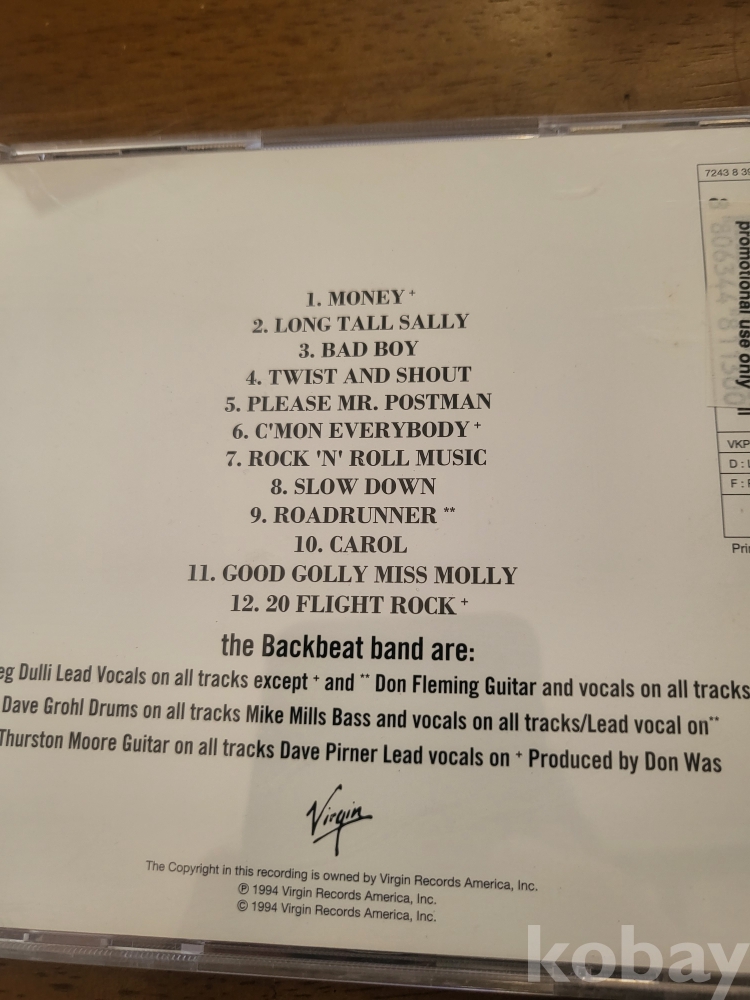 1. MONEY +
2. LONG TALL SALLY
3. BAD BOY
4. TWIST AND SHOUT
5. PLEASE MR. POSTMAN
6. C'MON EVERYBODY +
7. ROCK 'N' ROLL MUSIC
8. SLOW DOWN
9. ROADRUNNER **
10. CAROL
11. GOOD GOLLY MISS MOLLY
12. 20 FLIGHT ROCK +
the Backbeat band are:
eg Dulli Lead Vocals on all tracks except + and ** Don Fleming Guitar and vocals on all tracks
Dave Grohl Drums on all tracks Mike Mills Bass and vocals on all tracks/Lead vocal on**
Thurston Moore Guitar on all tracks Dave Pirner Lead vocals on + Produced by Don Was
Virgin
The Copyright in this recording is owned by Virgin Records America, Inc.
℗ 1994 Virgin Records America, Inc.
© 1994 Virgin Records America, Inc.
7243 8 39
promotional use only
VKP
D :
F :
Pri
kobay